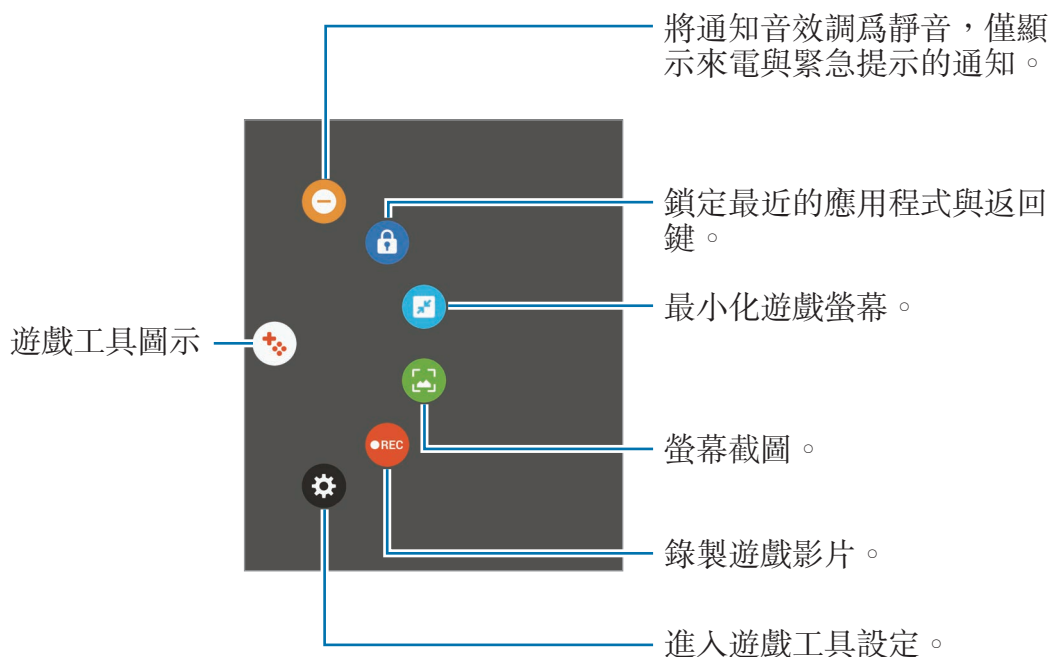 將通知音效調爲靜音，僅顯
示來電與緊急提示的通知。
鎖定最近的應用程式與返回
鍵。
最小化遊戲螢幕。
遊戲工具圖示
螢幕截圖。
REC
錄製遊戲影片。
進入遊戲工具設定。